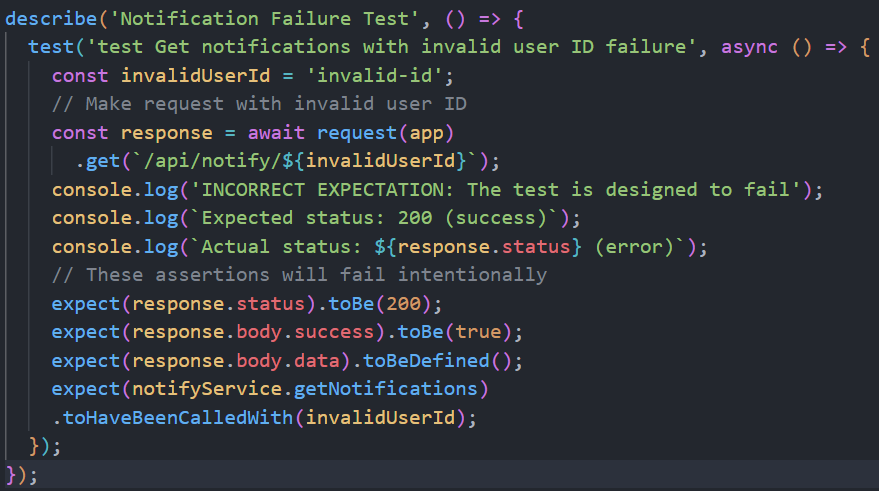 describe('Notification Failure Test', () => {
  test('test Get notifications with invalid user ID failure', async () => {
    const invalidUserId = 'invalid-id';
    // Make request with invalid user ID
    const response = await request(app)
      .get(`/api/notify/${invalidUserId}`);
    console.log('INCORRECT EXPECTATION: The test is designed to fail');
    console.log(`Expected status: 200 (success)`);
    console.log(`Actual status: ${response.status} (error)`);
    // These assertions will fail intentionally
    expect(response.status).toBe(200);
    expect(response.body.success).toBe(true);
    expect(response.body.data).toBeDefined();
    expect(notifyService.getNotifications)
    .toHaveBeenCalledWith(invalidUserId);
  });
});